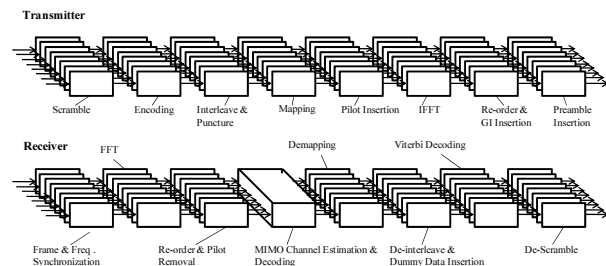 Transmitter
Scramble
Encoding
Interleave &
Puncture
Mapping
Pilot Insertion
IFFT
Re-order &
GI Insertion
Preamble
Insertion
Receiver
FFT
Demapping
Viterbi Decoding
Frame & Freq .
Synchronization
Re-order & Pilot
Removal
MIMO Channel Estimation &
Decoding
De-interleave &
Dummy Data Insertion
De-Scramble